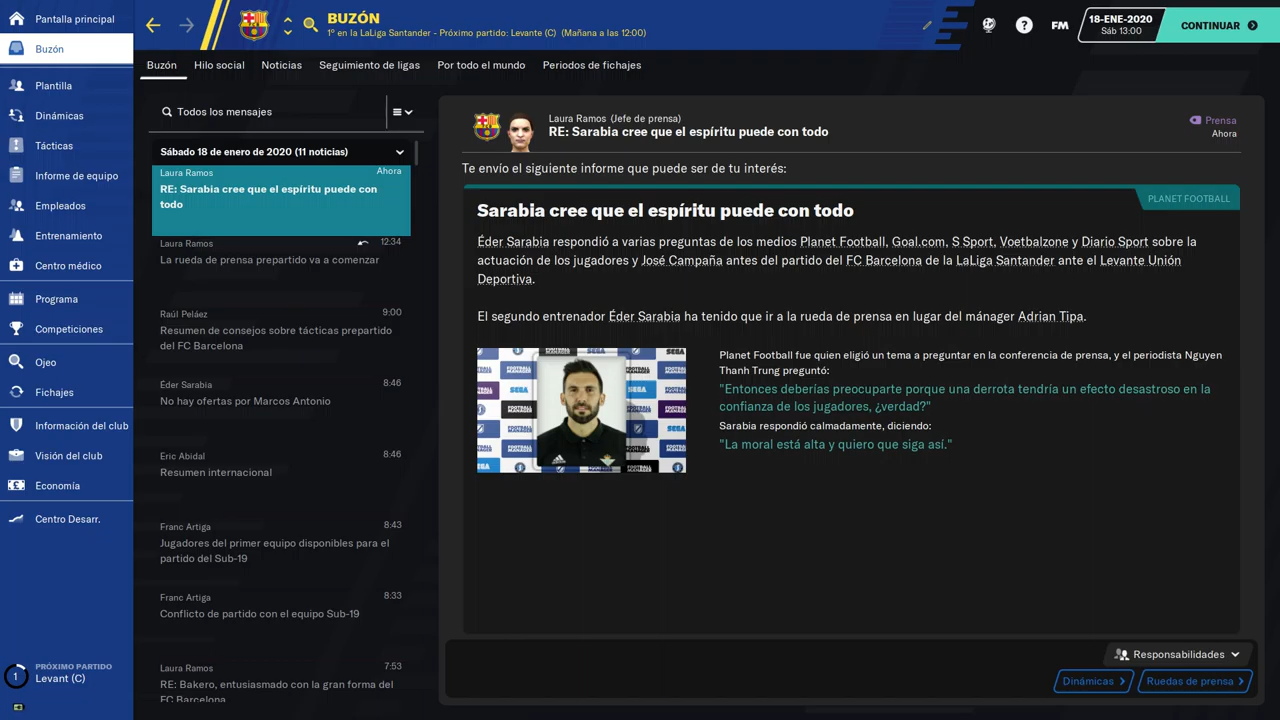 Pantalla principal
Buzón
Plantilla
Dinámicas
Tácticas
Informe de equipo
Empleados
Entrenamiento
Centro médico
Programa
Competiciones
Ojeo
Fichajes
Información del club
Visión del club
Economía
Centro Desarr.
1
PRÓXIMO PARTIDO
Levant (C)
BUZÓN
1º en la LaLiga Santander - Próximo partido: Levante (C) (Mañana a las 12:00)
FM
18-ENE-2020
Sáb 13:00
CONTINUAR
Buzón Hilo social Noticias Seguimiento de ligas Por todo el mundo Periodos de fichajes
Todos los mensajes
Sábado 18 de enero de 2020 (11 noticias)
Laura Ramos Ahora
RE: Sarabia cree que el espíritu puede con
todo
Laura Ramos 12:34
La rueda de prensa prepartido va a comenzar
Raúl Peláez 9:00
Resumen de consejos sobre tácticas prepartido
del FC Barcelona
Éder Sarabia 8:46
No hay ofertas por Marcos Antonio
Eric Abidal 8:46
Resumen internacional
Franc Artiga 8:43
Jugadores del primer equipo disponibles para el
partido del Sub-19
Franc Artiga 8:33
Conflicto de partido con el equipo Sub-19
Laura Ramos 7:53
RE: Bakero, entusiasmado con la gran forma del
FC Barcelona
Laura Ramos (Jefe de prensa)
RE: Sarabia cree que el espíritu puede con todo
Prensa
Ahora
Te envío el siguiente informe que puede ser de tu interés:
PLANET FOOTBALL
Sarabia cree que el espíritu puede con todo
Éder Sarabia respondió a varias preguntas de los medios Planet Football, Goal.com, S Sport, Voetbalzone y Diario Sport sobre la
actuación de los jugadores y José Campaña antes del partido del FC Barcelona de la LaLiga Santander ante el Levante Unión
Deportiva.
El segundo entrenador Éder Sarabia ha tenido que ir a la rueda de prensa en lugar del mánager Adrian Tipa.
SEGA
Planet Football fue quien eligió un tema a preguntar en la conferencia de prensa, y el periodista Nguyen
Thanh Trung preguntó:
"Entonces deberías preocuparte porque una derrota tendría un efecto desastroso en la
confianza de los jugadores, ¿verdad?"
Sarabia respondió calmadamente, diciendo:
"La moral está alta y quiero que siga así."
Responsabilidades
Dinámicas
Ruedas de prensa